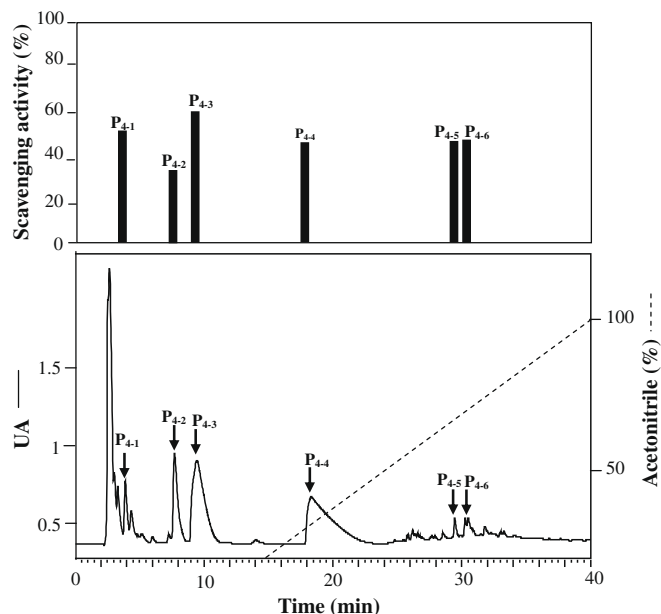 Scavenging activity (%)
100
80
60
40
20
0
P4-1
P4-2
P4-3
P4-4
P4-5
P4-6
UA
1.5
1
0.5
P4-1
P4-2
P4-3
P4-4
P4-5
P4-6
100
50
Acetonitrile (%)
0
10
20
30
40
Time (min)